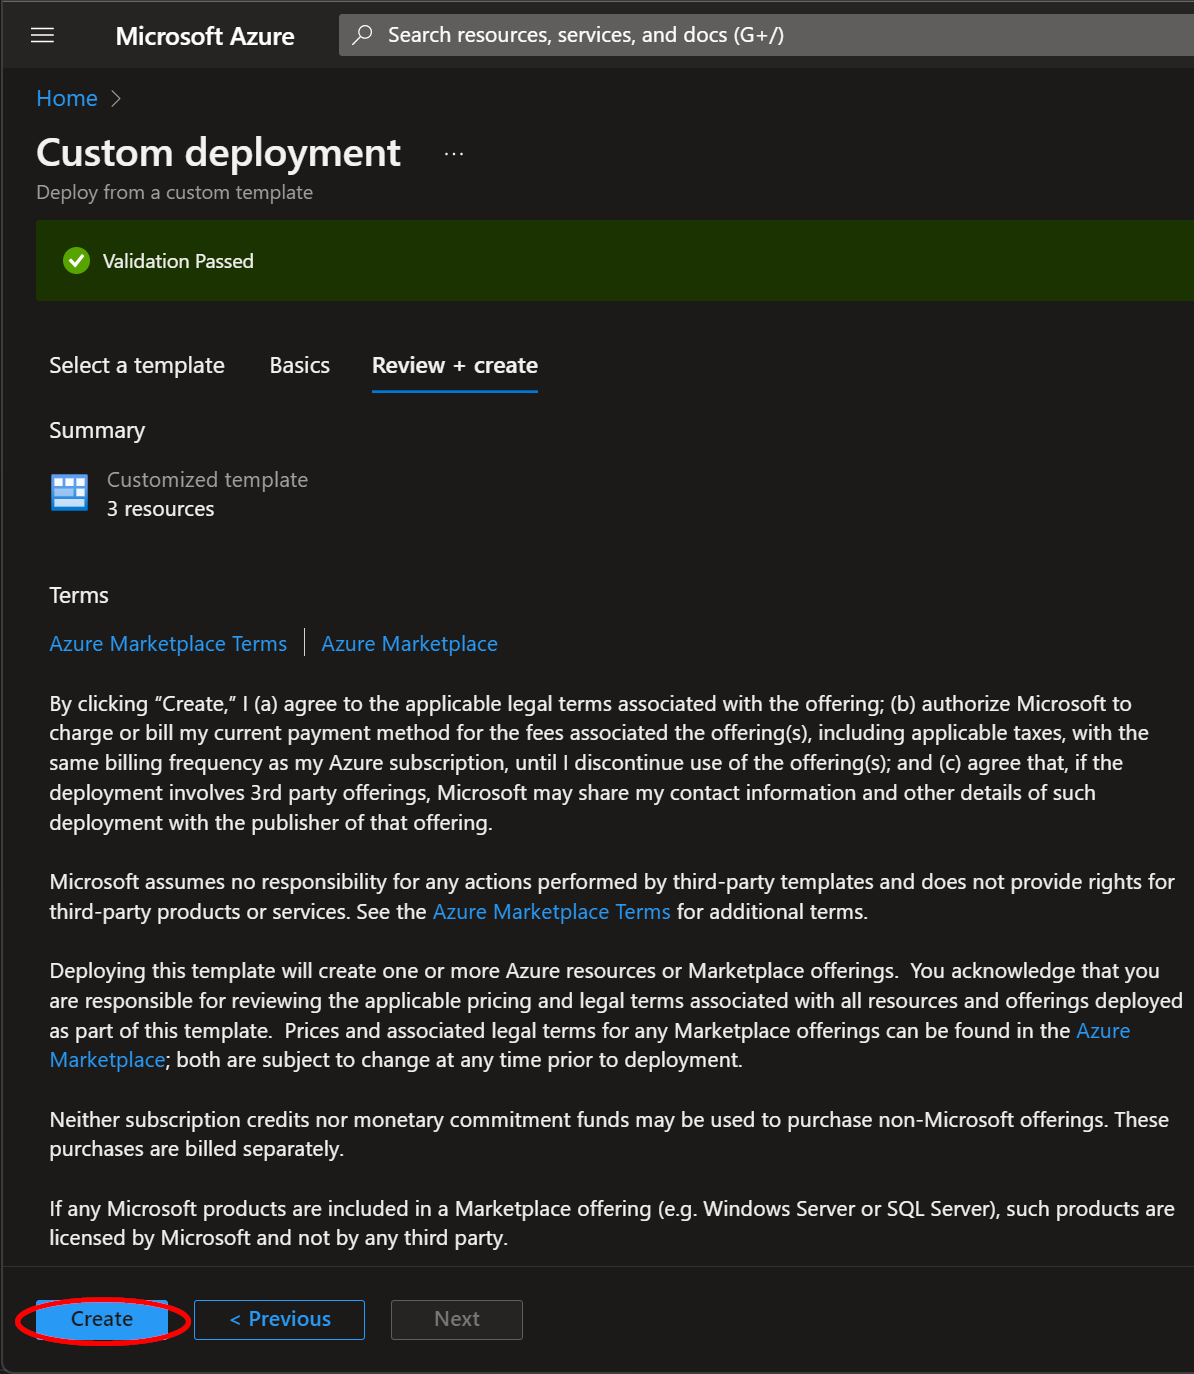 Microsoft Azure
Search resources, services, and docs (G+/)
Home
Custom deployment ...
Deploy from a custom template
Validation Passed
Select a template Basics Review + create
Summary
Customized template
3 resources
Terms
Azure Marketplace Terms Azure Marketplace
By clicking “Create,” I (a) agree to the applicable legal terms associated with the offering; (b) authorize Microsoft to
charge or bill my current payment method for the fees associated the offering(s), including applicable taxes, with the
same billing frequency as my Azure subscription, until I discontinue use of the offering(s); and (c) agree that, if the
deployment involves 3rd party offerings, Microsoft may share my contact information and other details of such
deployment with the publisher of that offering.
Microsoft assumes no responsibility for any actions performed by third-party templates and does not provide rights for
third-party products or services. See the Azure Marketplace Terms for additional terms.
Deploying this template will create one or more Azure resources or Marketplace offerings.  You acknowledge that you
are responsible for reviewing the applicable pricing and legal terms associated with all resources and offerings deployed
as part of this template.  Prices and associated legal terms for any Marketplace offerings can be found in the Azure
Marketplace; both are subject to change at any time prior to deployment.
Neither subscription credits nor monetary commitment funds may be used to purchase non-Microsoft offerings. These
purchases are billed separately.
If any Microsoft products are included in a Marketplace offering (e.g. Windows Server or SQL Server), such products are
licensed by Microsoft and not by any third party.
Create < Previous Next